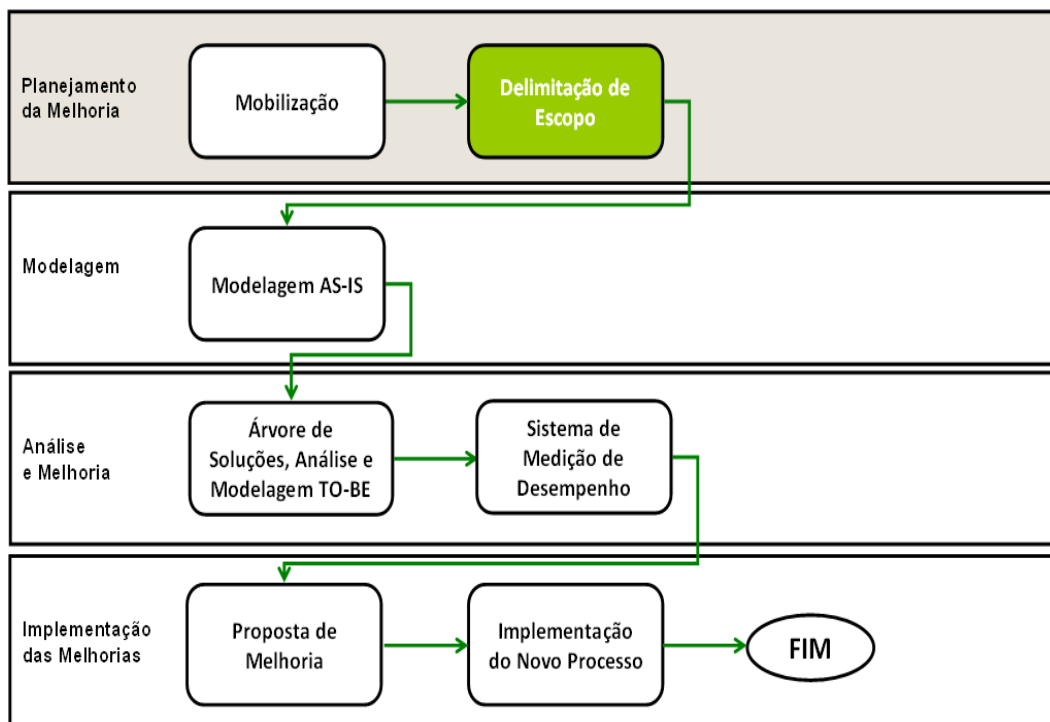 Planejamento
da Melhoria
Mobilização
Delimitação de
Escopo
Modelagem
Modelagem AS-IS
Análise
e Melhoria
Árvore de
Soluções, Análise e
Modelagem TO-BE
Sistema de
Medição de
Desempenho
Implementação
das Melhorias
Proposta de
Melhoria
Implementação
do Novo Processo
FIM